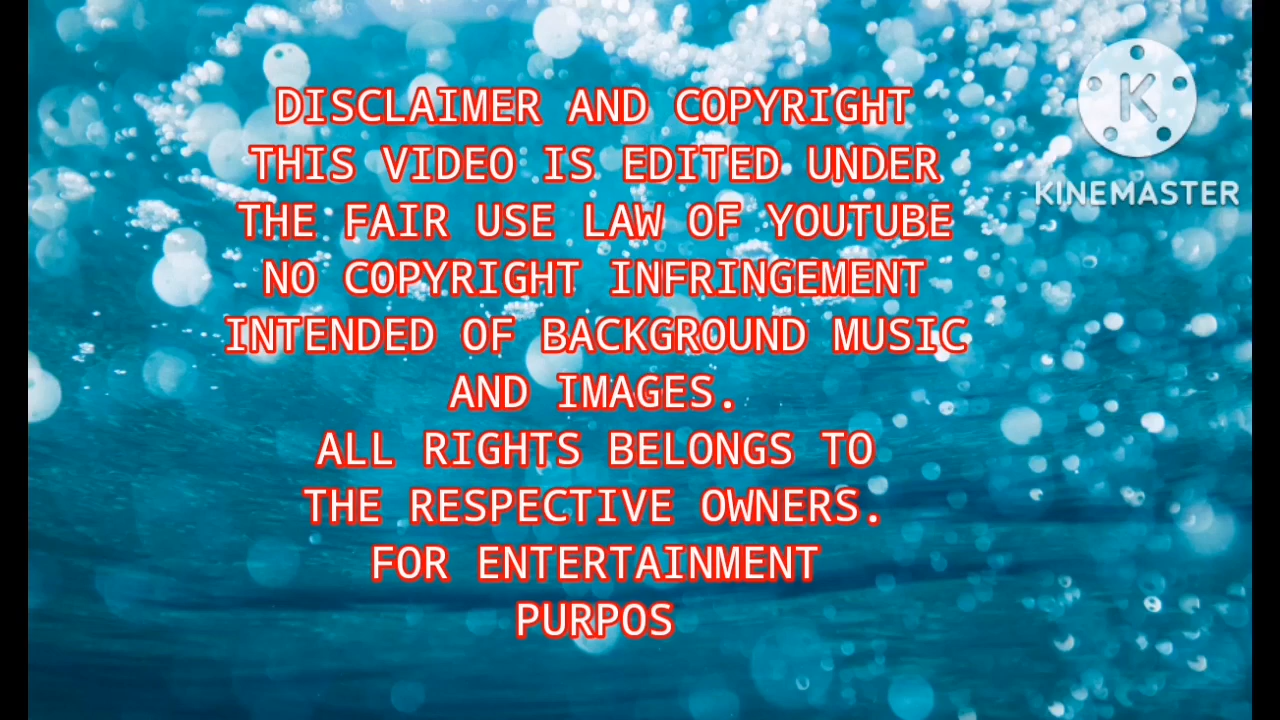 DISCLAIMER AND COPYRIGHT
THIS VIDEO IS EDITED UNDER
THE FAIR USE LAW OF YOUTUBE
NO COPYRIGHT INFRINGEMENT
INTENDED OF BACKGROUND MUSIC
AND IMAGES.
ALL RIGHTS BELONGS TO
THE RESPECTIVE OWNERS.
FOR ENTERTAINMENT
PURPOS
K
KINEMASTER